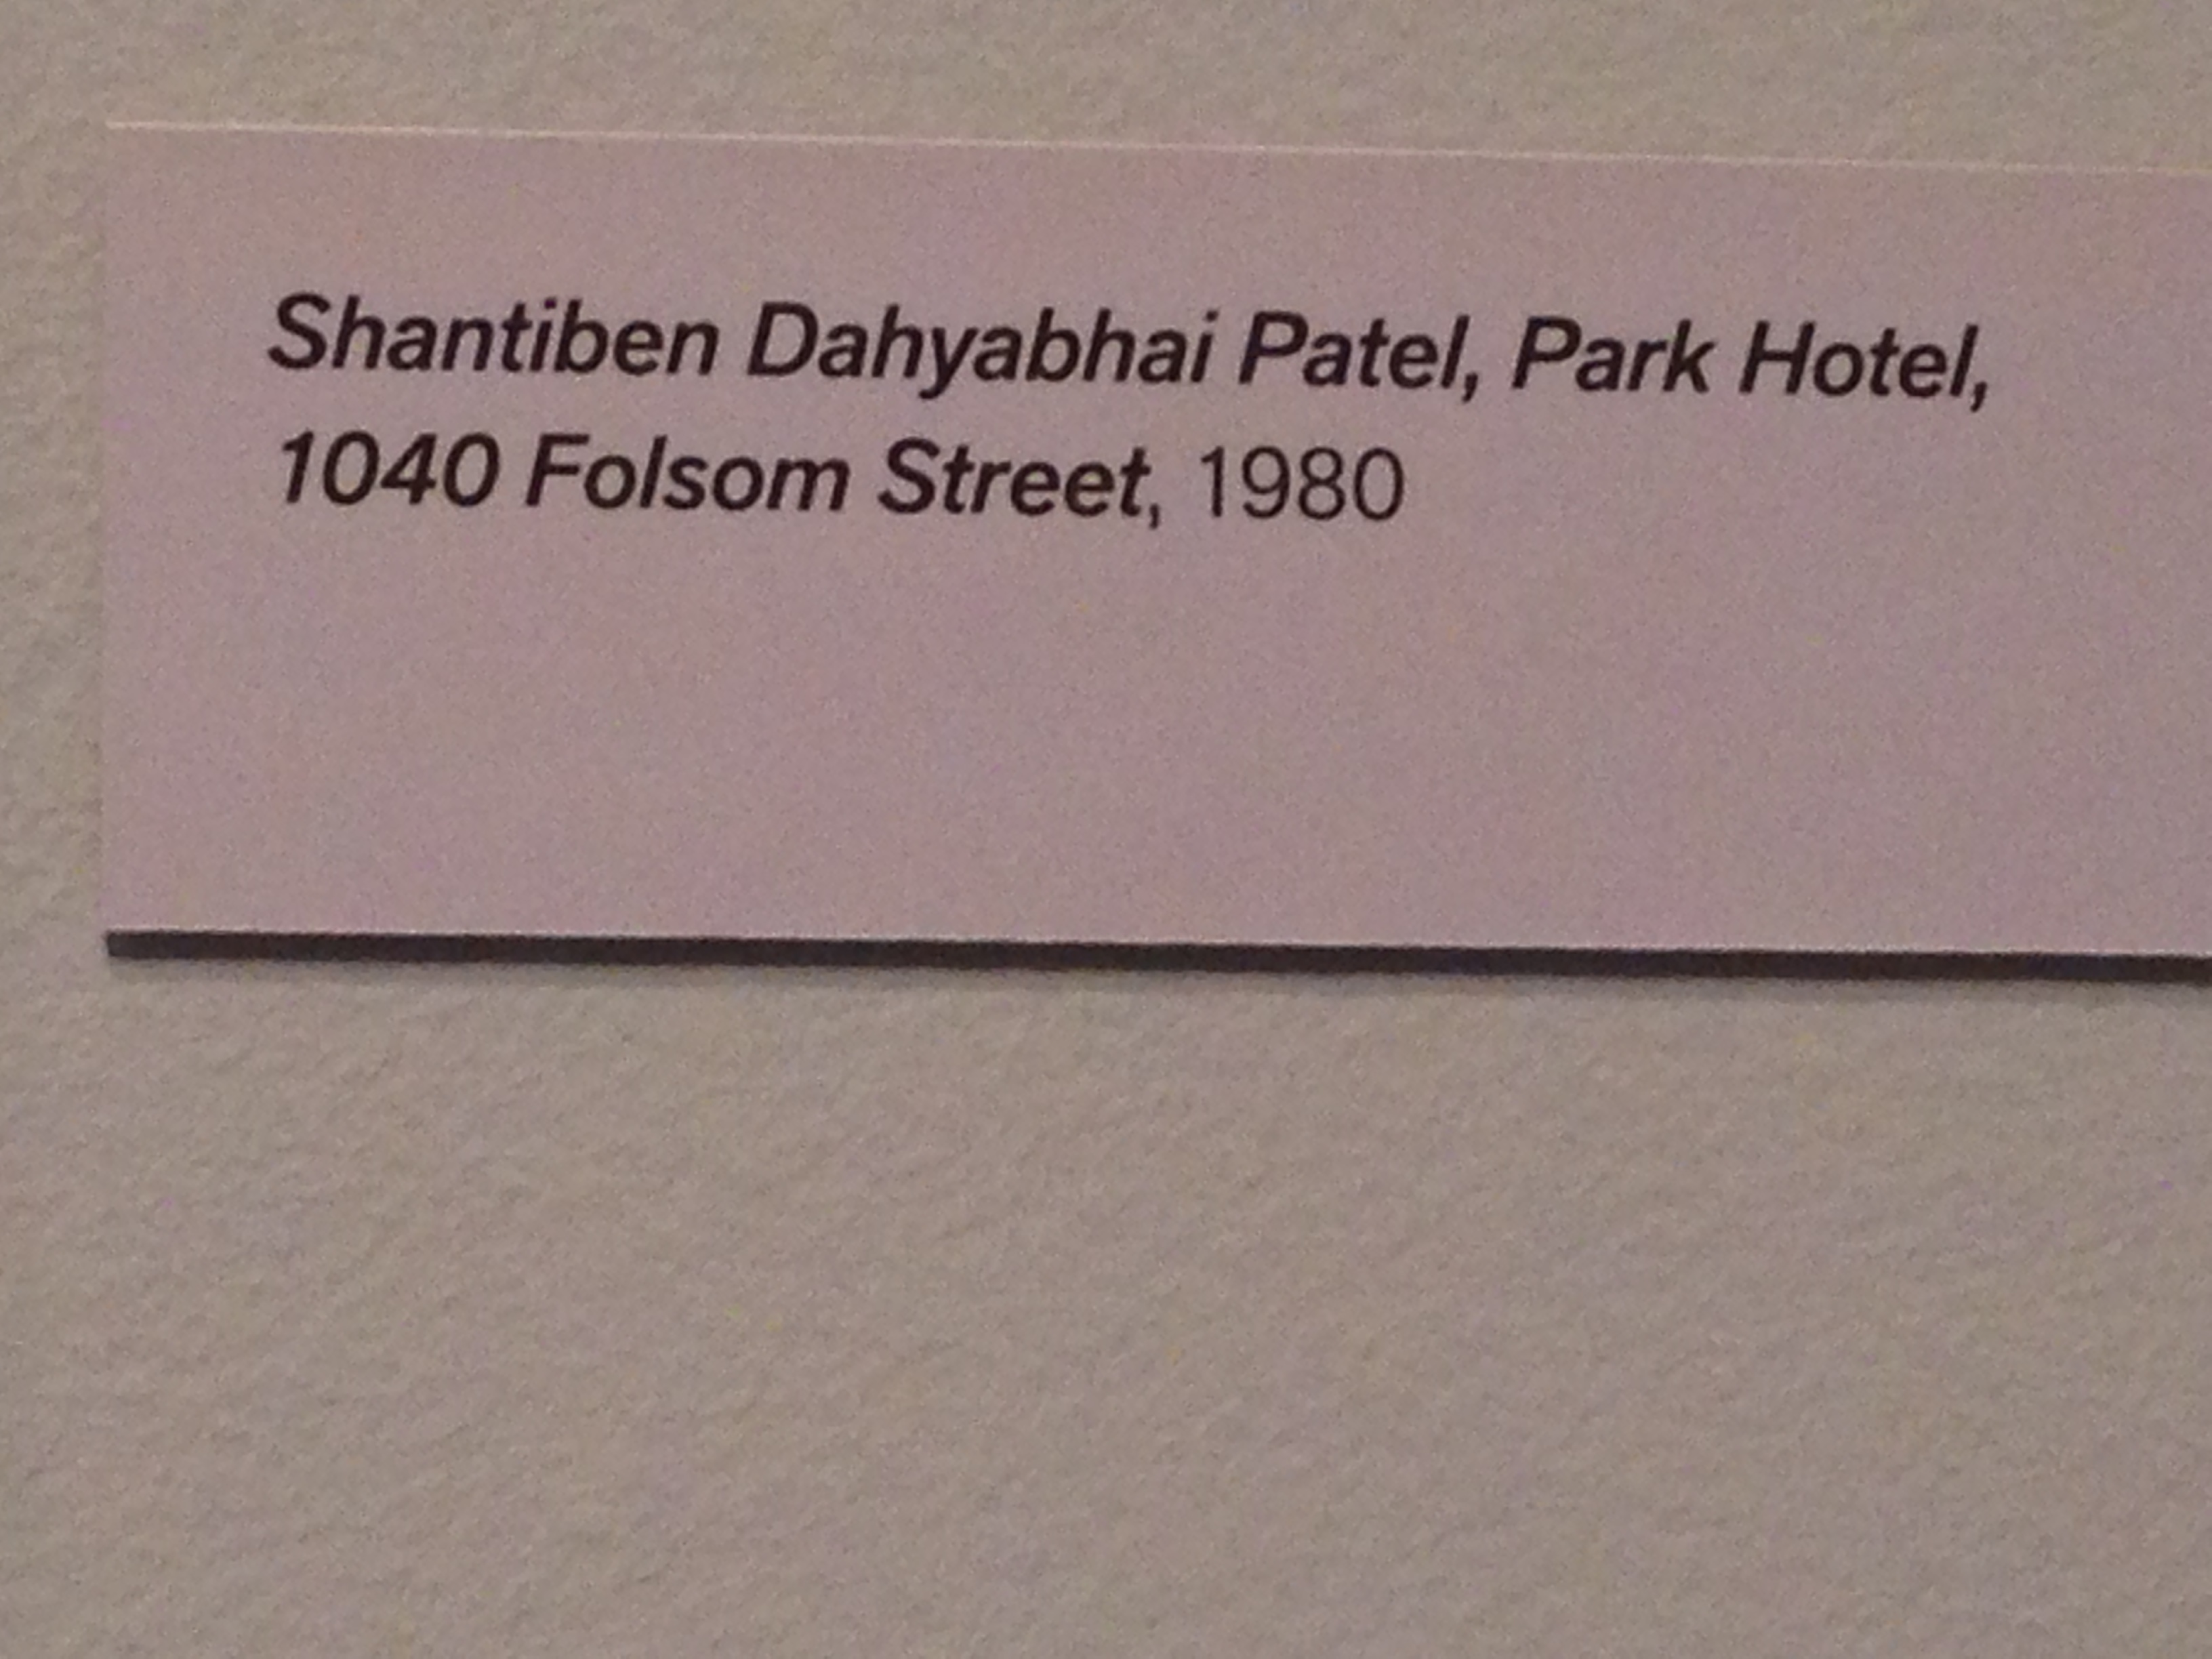 Shantiben Dahyabhai Patel, Park Hotel,
1040 Folsom Street, 1980